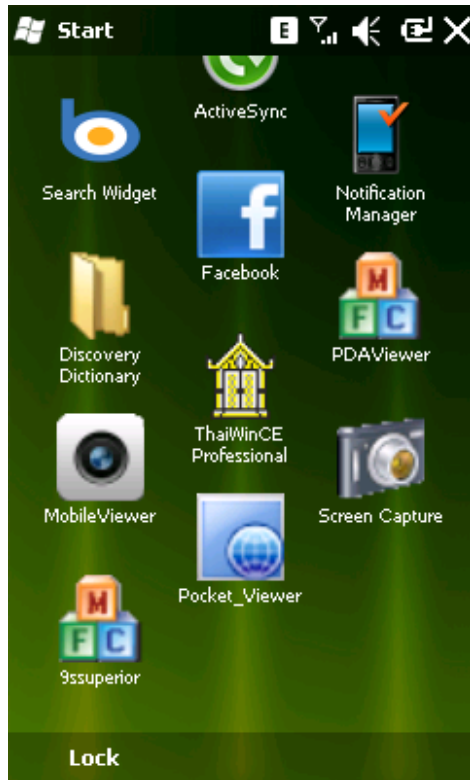 Start
E
ActiveSync
Search Widget
Notification
Manager
Facebook
Discovery
Dictionary
PDAViewer
ThaiWinCE
Professional
MobileViewer
Screen Capture
Pocket_Viewer
9ssuperior
Lock